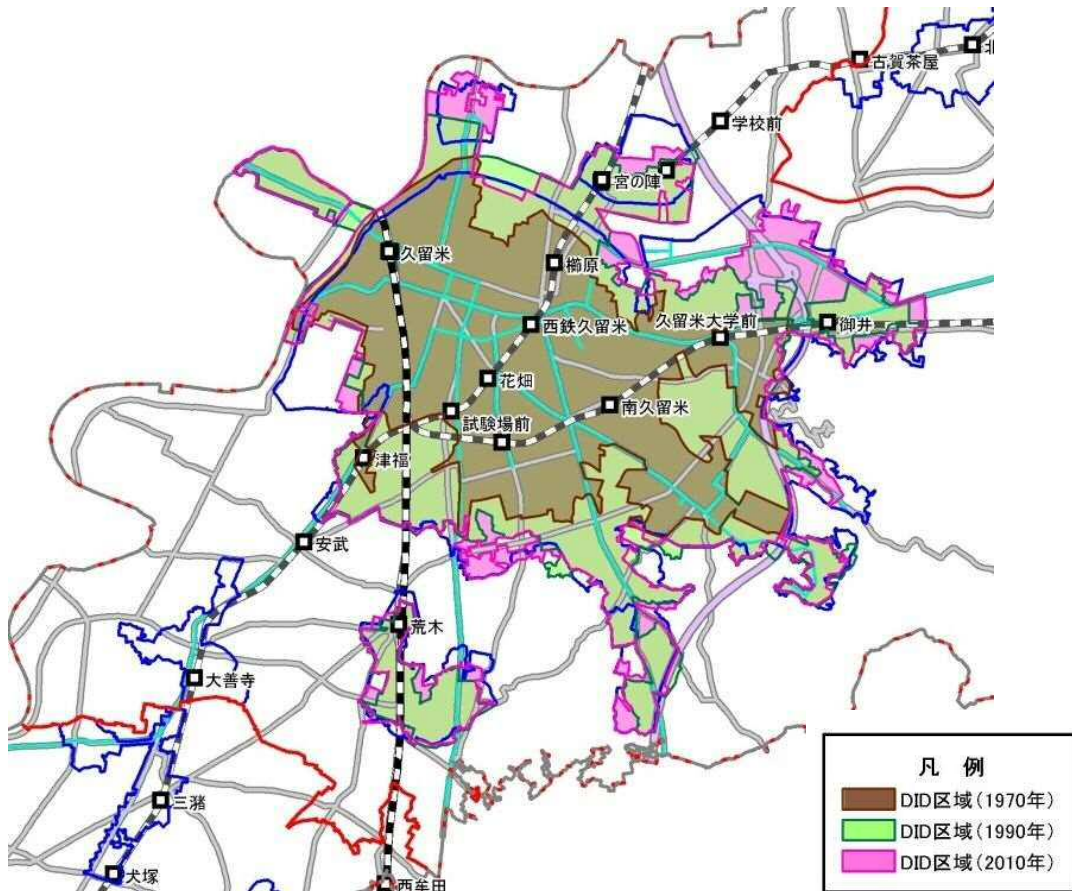 北
古賀茶屋
学校前
宮の陣
久留米
櫛原
西鉄久留米
久留米大学前
御井
花畑
南久留米
試験場前
津福
安武
荒木
大善寺
三潴
犬塚
西牟田
凡 例
DID区域(1970年)
DID区域(1990年)
DID区域(2010年)